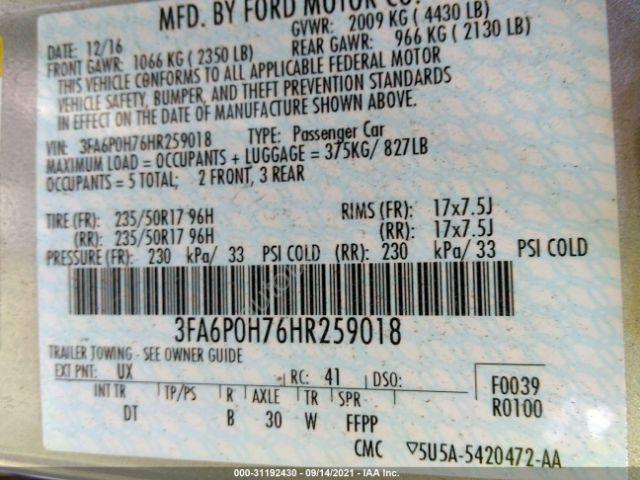 MFD. BY FORD MOTOR CO.
DATE: 12/16 GVWR: 2009 KG (4430 LB)
FRONT GAWR: 1066 KG (2350 LB) REAR GAWR: 966 KG (2130 LB)
THIS VEHICLE CONFORMS TO ALL APPLICABLE FEDERAL MOTOR
VEHICLE SAFETY, BUMPER, AND THEFT PREVENTION STANDARDS
IN EFFECT ON THE DATE OF MANUFACTURE SHOWN ABOVE.
VIN: 3FA6P0H76HR259018 TYPE: Passenger Car
MAXIMUM LOAD = OCCUPANTS + LUGGAGE = 375KG/ 827LB
OCCUPANTS = 5 TOTAL; 2 FRONT, 3 REAR
TIRE (FR): 235/50R17 96H RIMS (FR): 17x7.5J
(RR): 235/50R17 96H (RR): 17x7.5J
PRESSURE (FR): 230 kPa/ 33 PSI COLD (RR): 230 kPa/ 33 PSI COLD
3FA6P0H76HR259018
TRAILER TOWING - SEE OWNER GUIDE
EXT PNT: UX RC: 41 DSO: F0039
INT TR TP/PS R AXLE TR SPR R0100
DT B 30 W FFPP
CMC ▽5U5A-5420472-AA
000-31192430 - 09/14/2021 - IAA Inc.